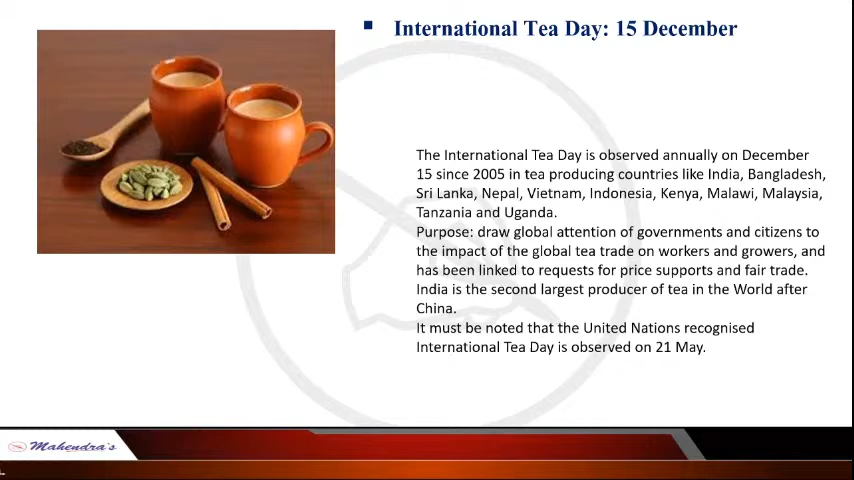 International Tea Day: 15 December
The International Tea Day is observed annually on December
15 since 2005 in tea producing countries like India, Bangladesh,
Sri Lanka, Nepal, Vietnam, Indonesia, Kenya, Malawi, Malaysia,
Tanzania and Uganda.
Purpose: draw global attention of governments and citizens to
the impact of the global tea trade on workers and growers, and
has been linked to requests for price supports and fair trade.
India is the second largest producer of tea in the World after
China.
It must be noted that the United Nations recognised
International Tea Day is observed on 21 May.
Mahendra's